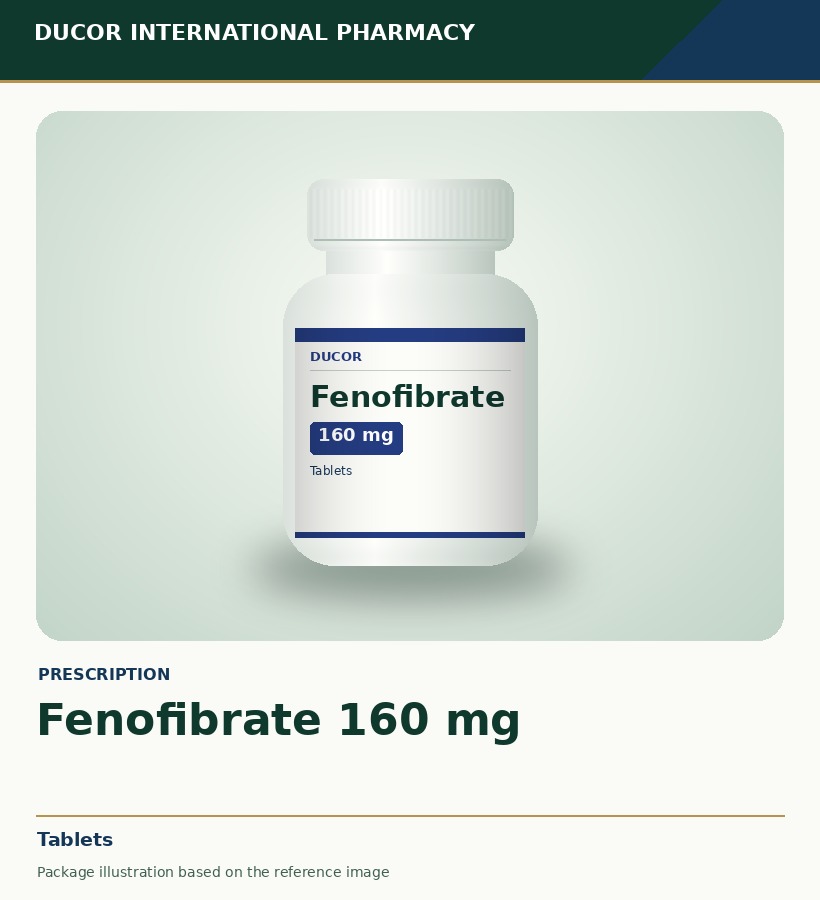 DUCOR INTERNATIONAL PHARMACY
DUCOR
Fenofibrate
160 mg
Tablets
PRESCRIPTION
Fenofibrate 160 mg
Tablets
Package illustration based on the reference image